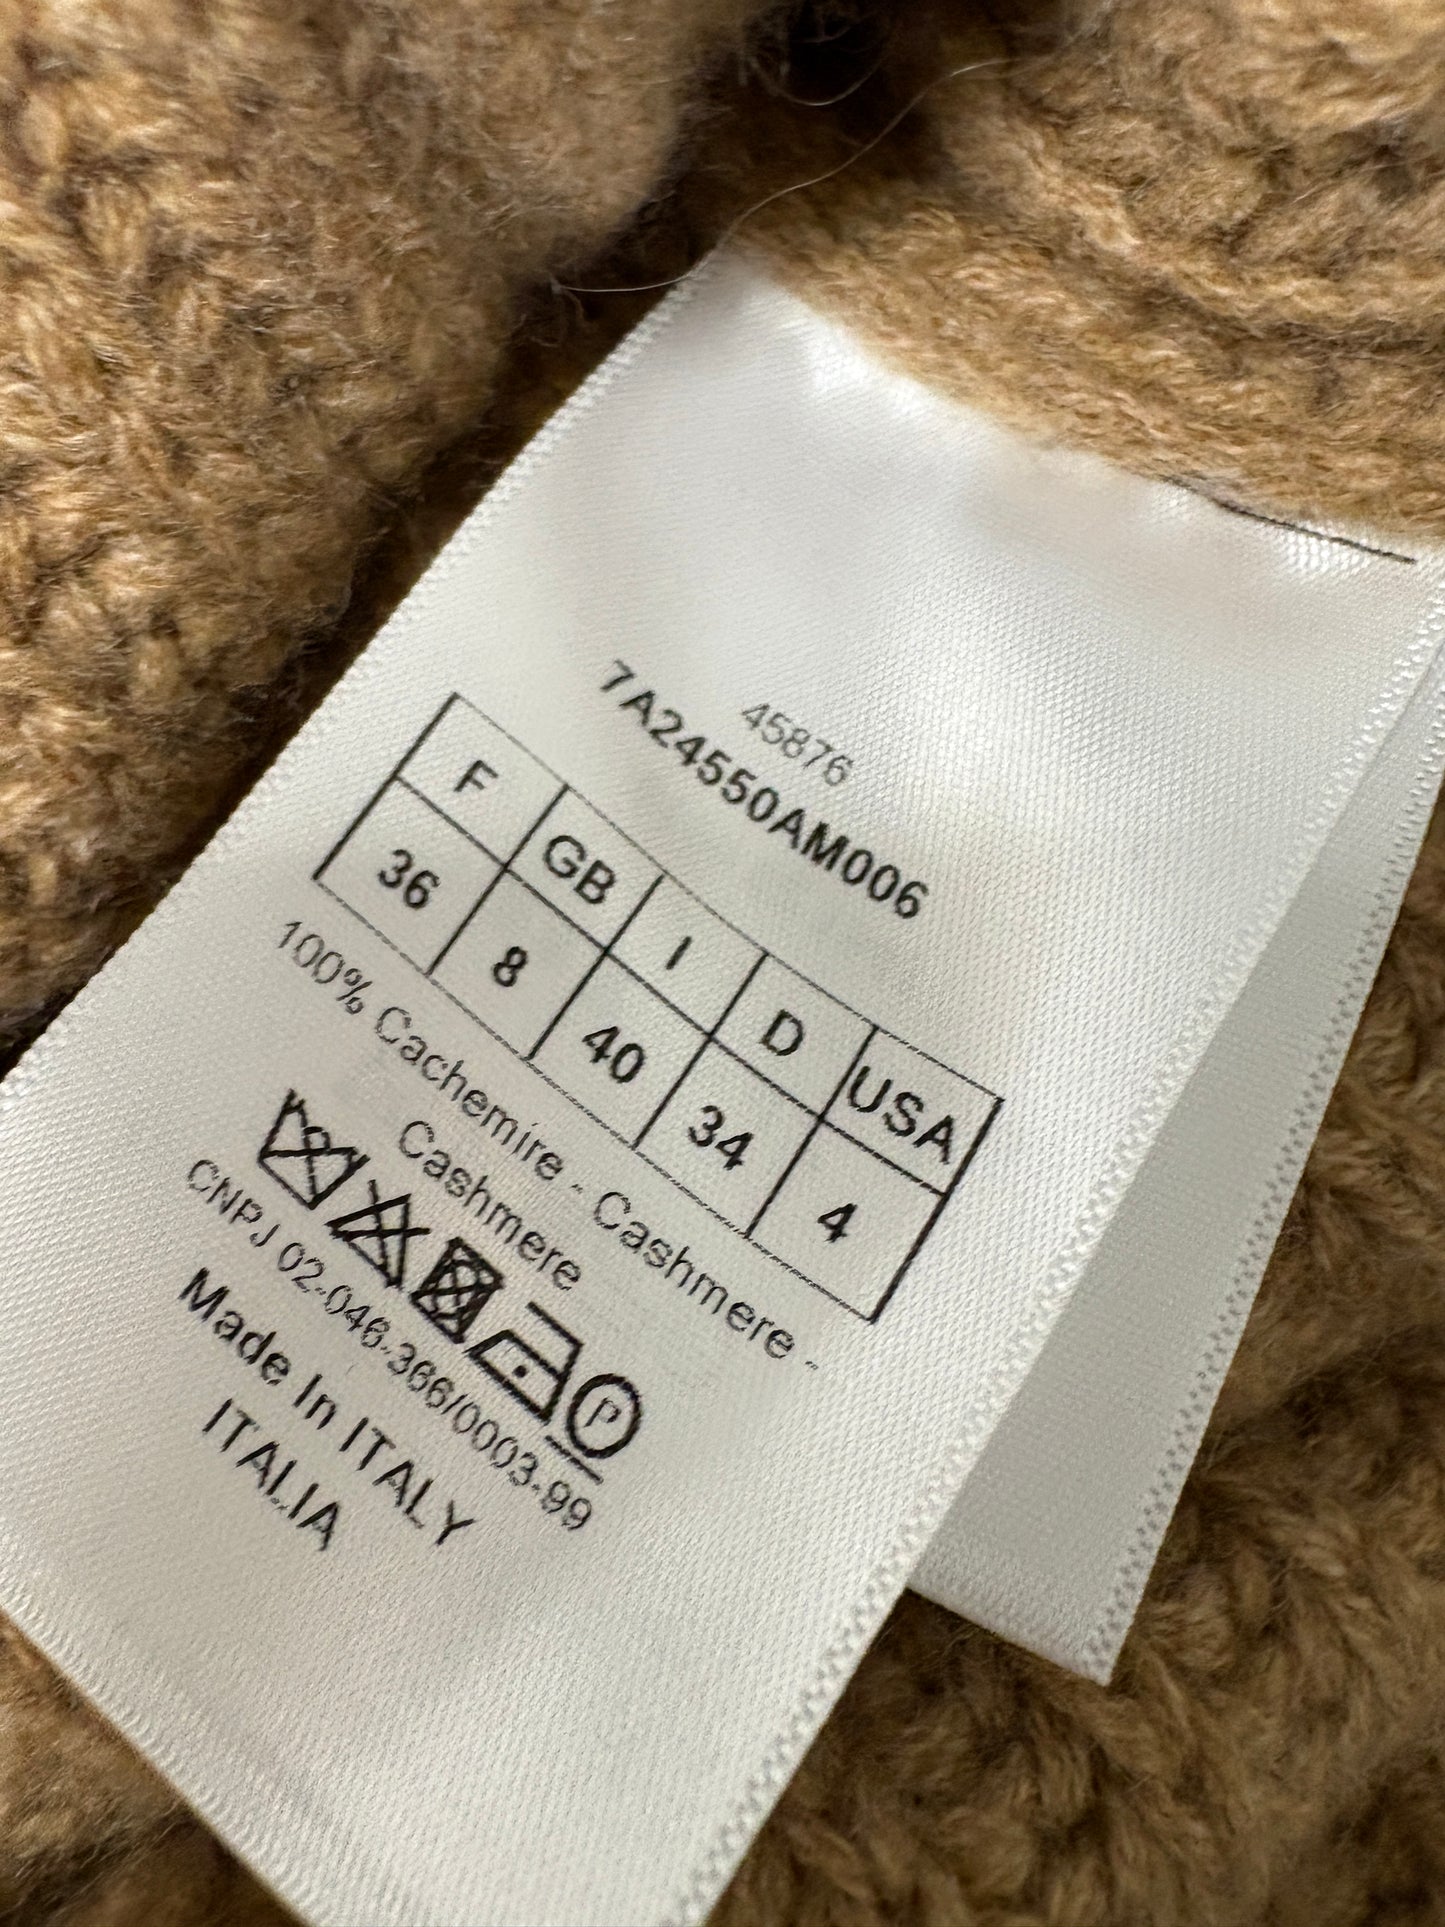 45876
7A24550AM006
F GB I D USA
36 8 40 34 4
100% Cachemire - Cashmere -
Cashmere
P
CNPJ 02-046-366/0003-99
Made In ITALY
ITALIA